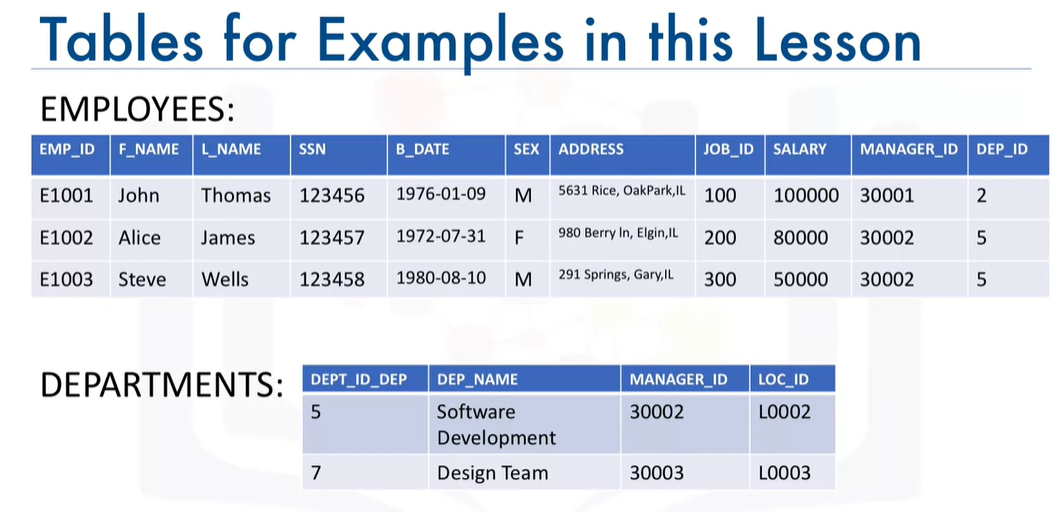 Tables for Examples in this Lesson
EMPLOYEES:
EMP_ID F_NAME L_NAME SSN B_DATE SEX ADDRESS JOB_ID SALARY MANAGER_ID DEP_ID
E1001 John Thomas 123456 1976-01-09 M 5631 Rice, OakPark,IL 100 100000 30001 2
E1002 Alice James 123457 1972-07-31 F 980 Berry ln, Elgin,IL 200 80000 30002 5
E1003 Steve Wells 123458 1980-08-10 M 291 Springs, Gary,IL 300 50000 30002 5
DEPARTMENTS:
DEPT_ID_DEP DEP_NAME MANAGER_ID LOC_ID
5 Software 30002 L0002
Development
7 Design Team 30003 L0003